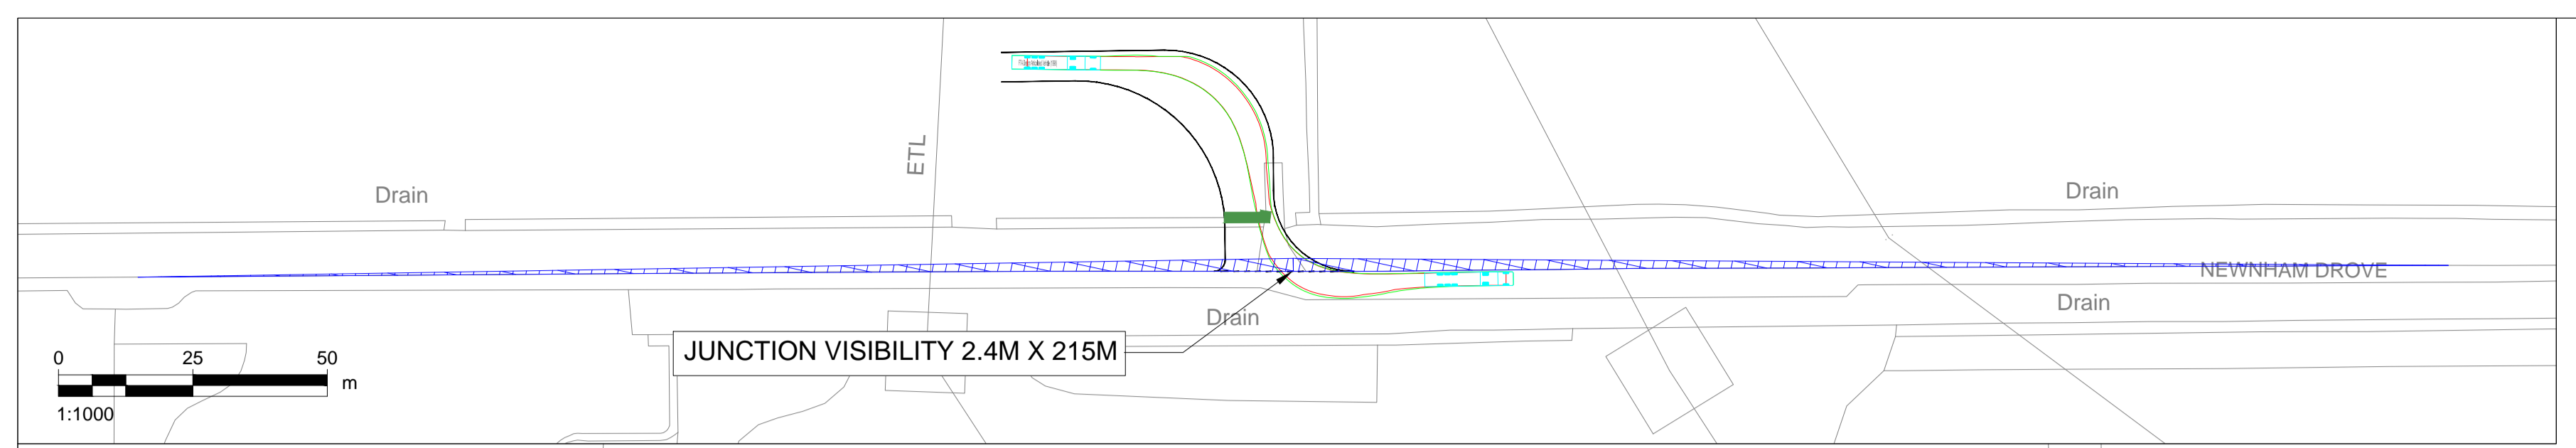 ETL
Drain
Drain
NEWNHAM DROVE
Drain
Drain
JUNCTION VISIBILITY 2.4M X 215M
0 25 50
m
1:1000